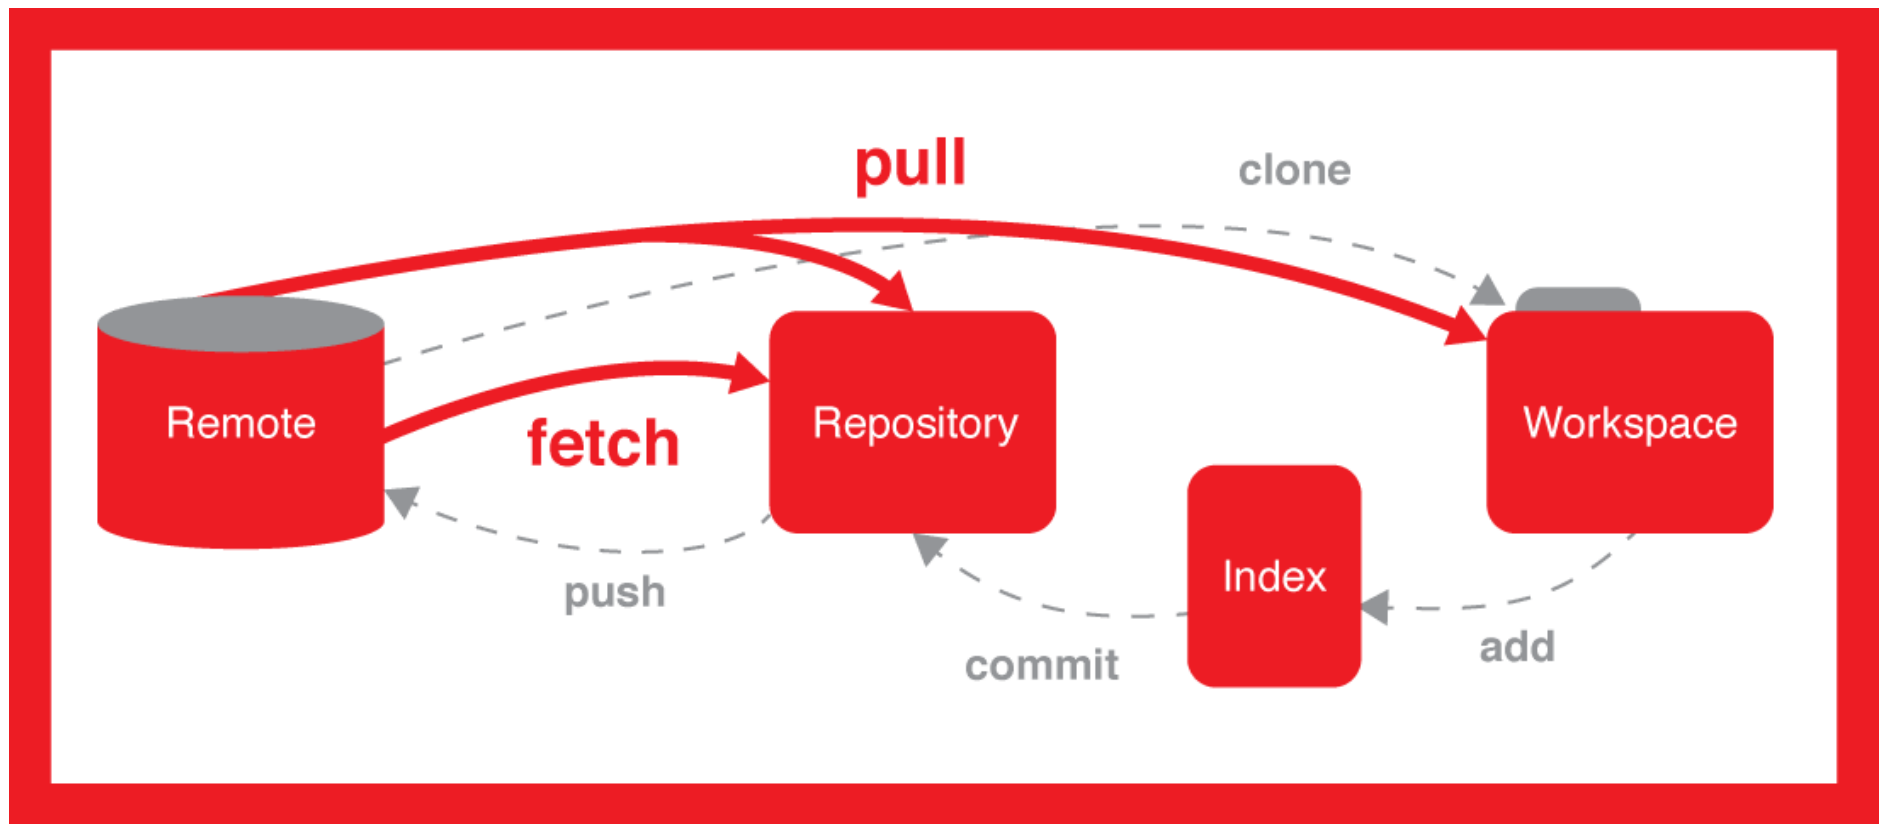 pull
clone
Remote
fetch
Repository
Workspace
Index
push
commit
add